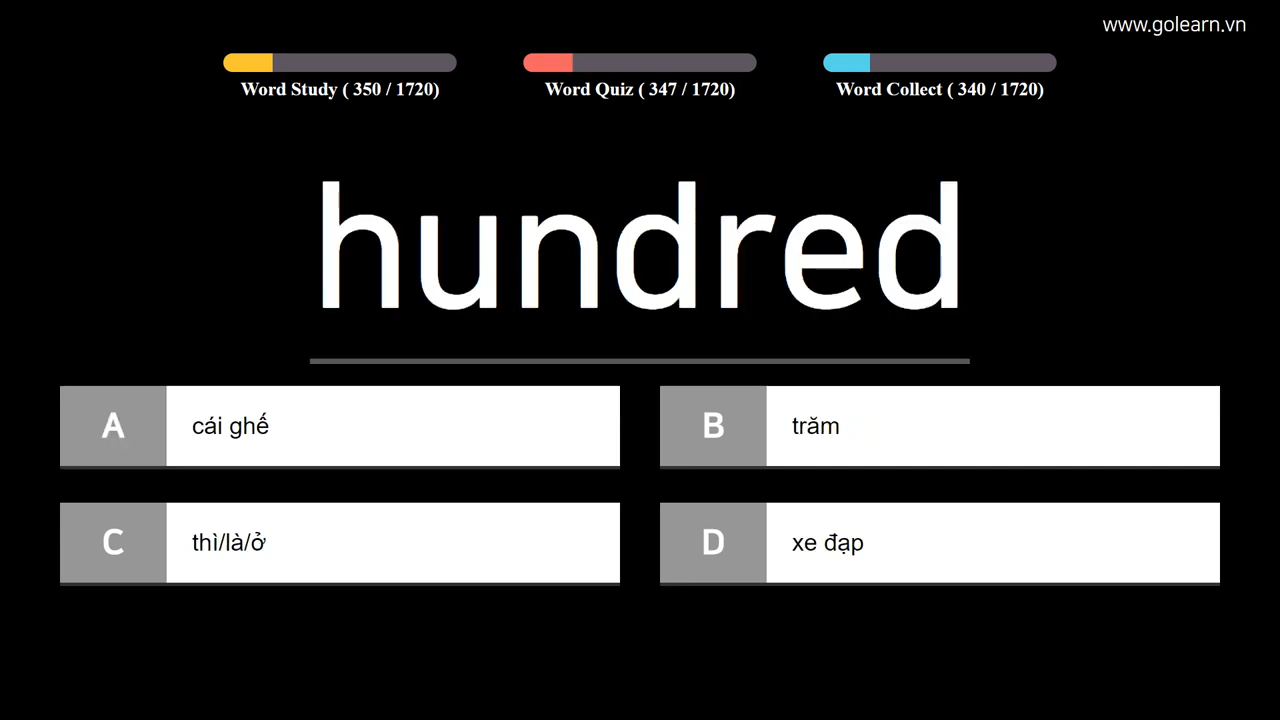 www.golearn.vn
Word Study ( 350 / 1720)
Word Quiz ( 347 / 1720)
Word Collect ( 340 / 1720)
hundred
A cái ghế
B trăm
C thì/là/ở
D xe đạp